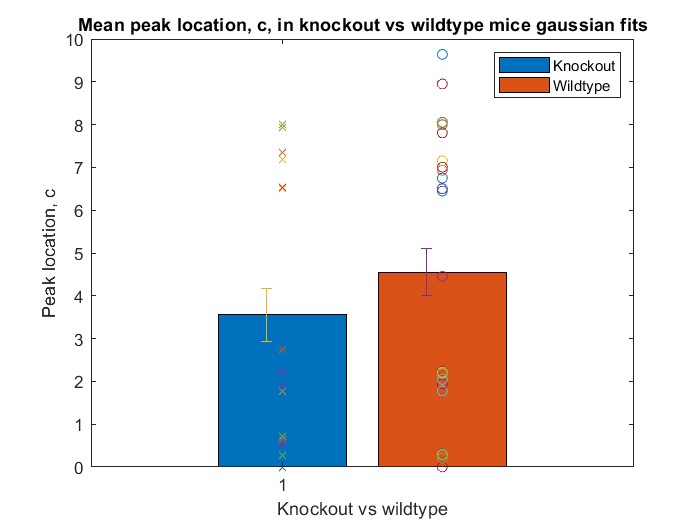 Mean peak location, c, in knockout vs wildtype mice gaussian fits
10
9
8
7
6
5
4
3
2
1
0
Peak location, c
Knockout
Wildtype
1
Knockout vs wildtype